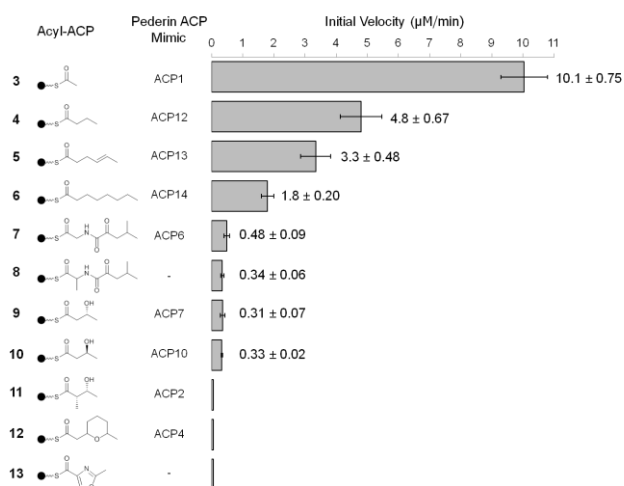 Acyl-ACP
Pederin ACP
Mimic
Initial Velocity (µM/min)
0 1 2 3 4 5 6 7 8 9 10 11
3 O S ACP1 10.1 ± 0.75
4 O S ACP12 4.8 ± 0.67
5 O S ACP13 3.3 ± 0.48
6 O S ACP14 1.8 ± 0.20
7 O S H N O O ACP6 0.48 ± 0.09
8 O S H N O O - 0.34 ± 0.06
9 O OH S ACP7 0.31 ± 0.07
10 O OH S ACP10 0.33 ± 0.02
11 O OH S ACP2
12 O S O ACP4
13 O S N -